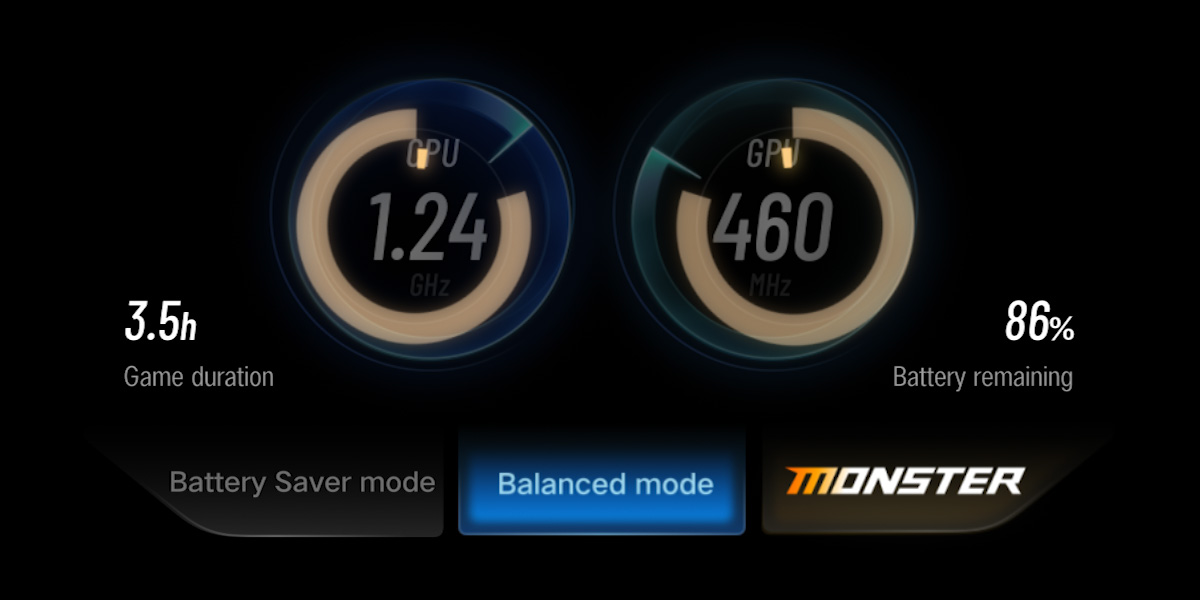 CPU
1.24
GHz
GPU
460
MHz
3.5h
Game duration
86%
Battery remaining
Battery Saver mode
Balanced mode
MONSTER